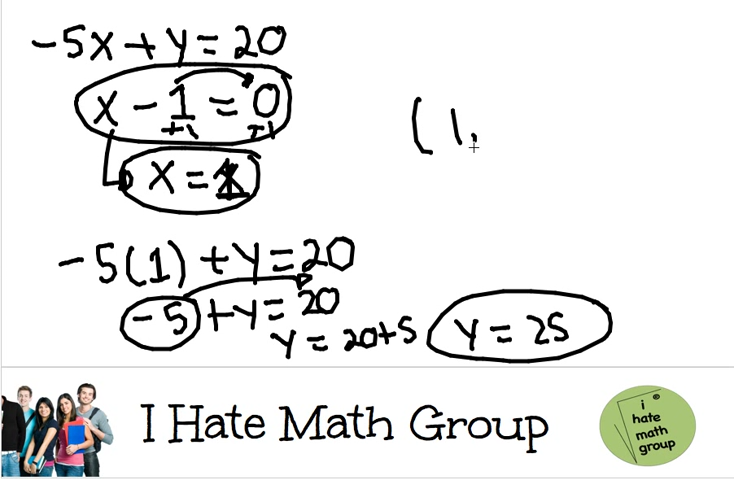 -5x + y = 20
x - 1 = 0
+1 +1
x = 1
(1,
-5(1) + y = 20
-5 + y = 20
y = 20+5
y = 25
I Hate Math Group
i
hate
math
group